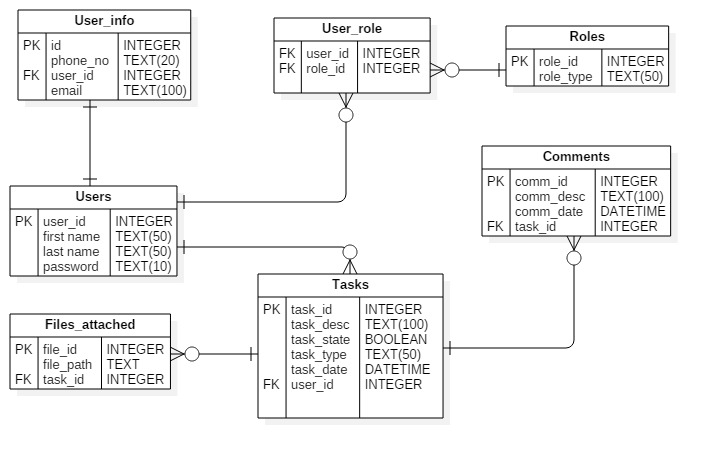 User_info
PK id INTEGER
phone_no TEXT(20)
FK user_id INTEGER
email TEXT(100)
User_role
FK user_id INTEGER
FK role_id INTEGER
Roles
PK role_id INTEGER
role_type TEXT(50)
Comments
PK comm_id INTEGER
comm_desc TEXT(100)
comm_date DATETIME
FK task_id INTEGER
Users
PK user_id INTEGER
first name TEXT(50)
last name TEXT(50)
password TEXT(10)
Tasks
PK task_id INTEGER
task_desc TEXT(100)
task_state BOOLEAN
task_type TEXT(50)
task_date DATETIME
FK user_id INTEGER
Files_attached
PK file_id INTEGER
file_path TEXT
FK task_id INTEGER